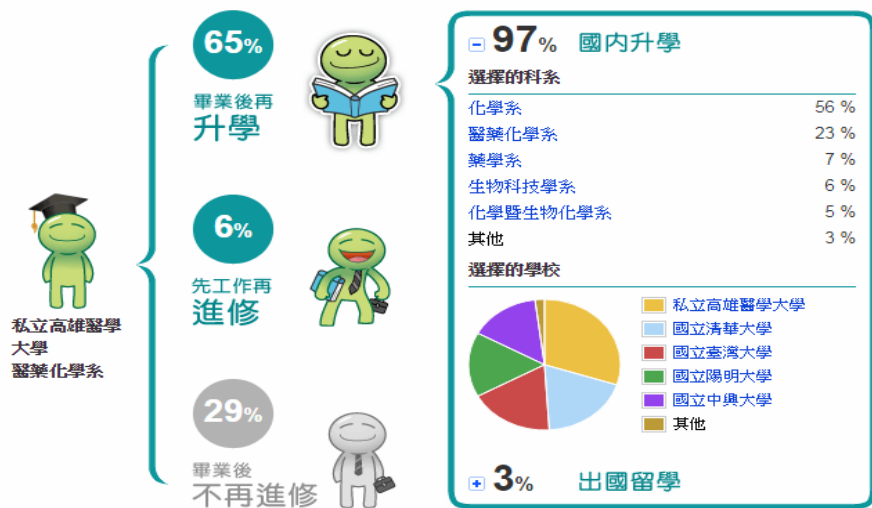 私立高雄醫學
大學
醫藥化學系
65%
畢業後再
升學
6%
先工作再
進修
29%
畢業後
不再進修
97% 國內升學
選擇的科系
化學系 56 %
醫藥化學系 23 %
藥學系 7 %
生物科技學系 6 %
化學暨生物化學系 5 %
其他 3 %
選擇的學校
私立高雄醫學大學
國立清華大學
國立臺灣大學
國立陽明大學
國立中興大學
其他
3% 出國留學